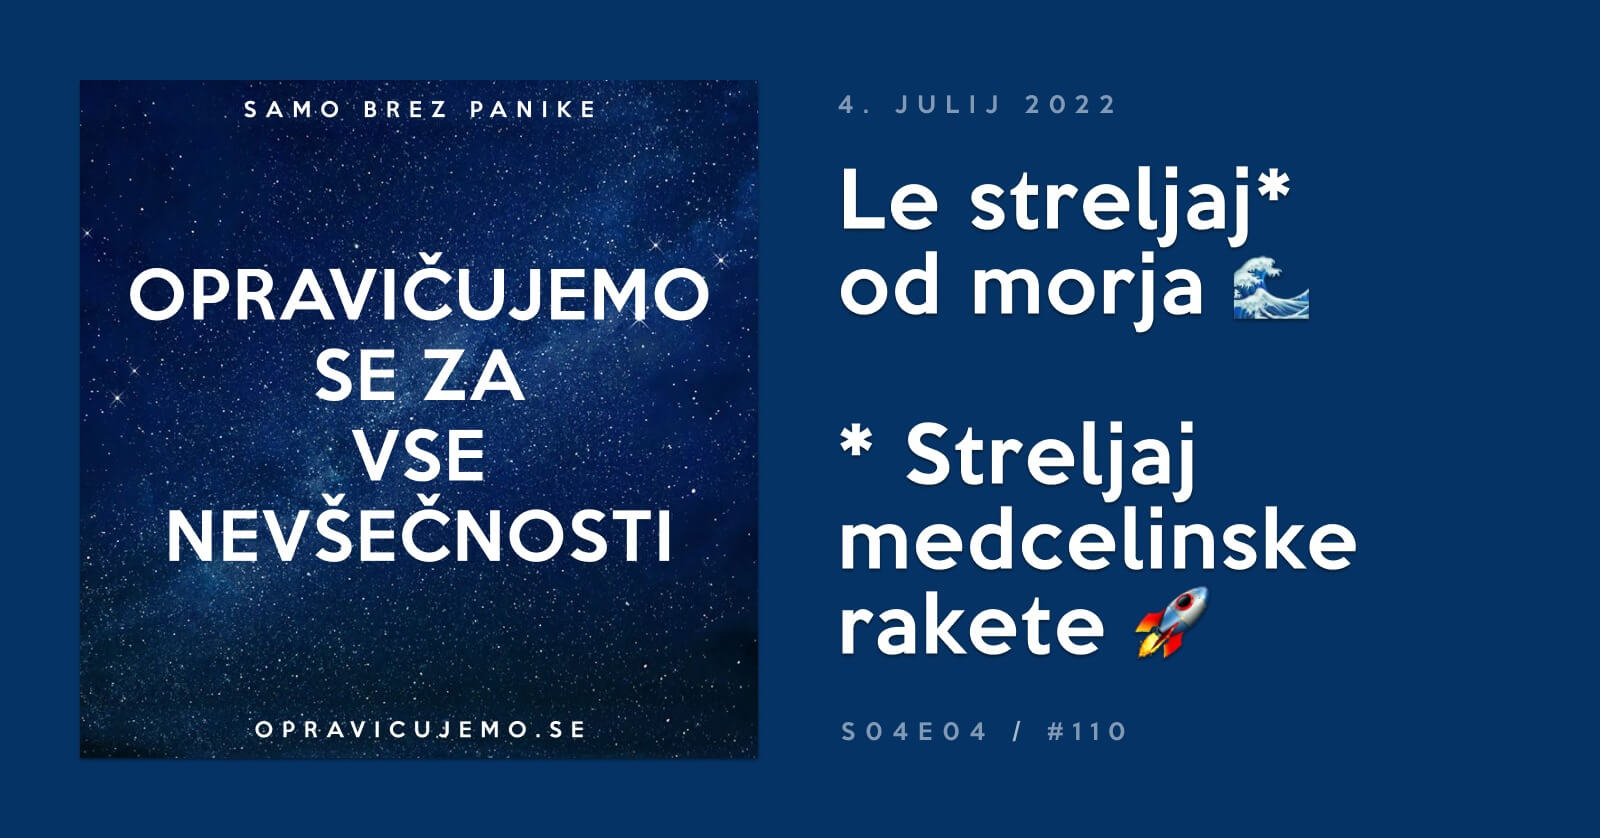 SAMO BREZ PANIKE
OPRAVIČUJEMO
SE ZA
VSE
NEVŠEČNOSTI
OPRAVICUJEMO.SE
4. JULIJ 2022
Le streljaj*
od morja 🌊
* Streljaj
medcelinske
rakete 🚀
S04E04 / #110